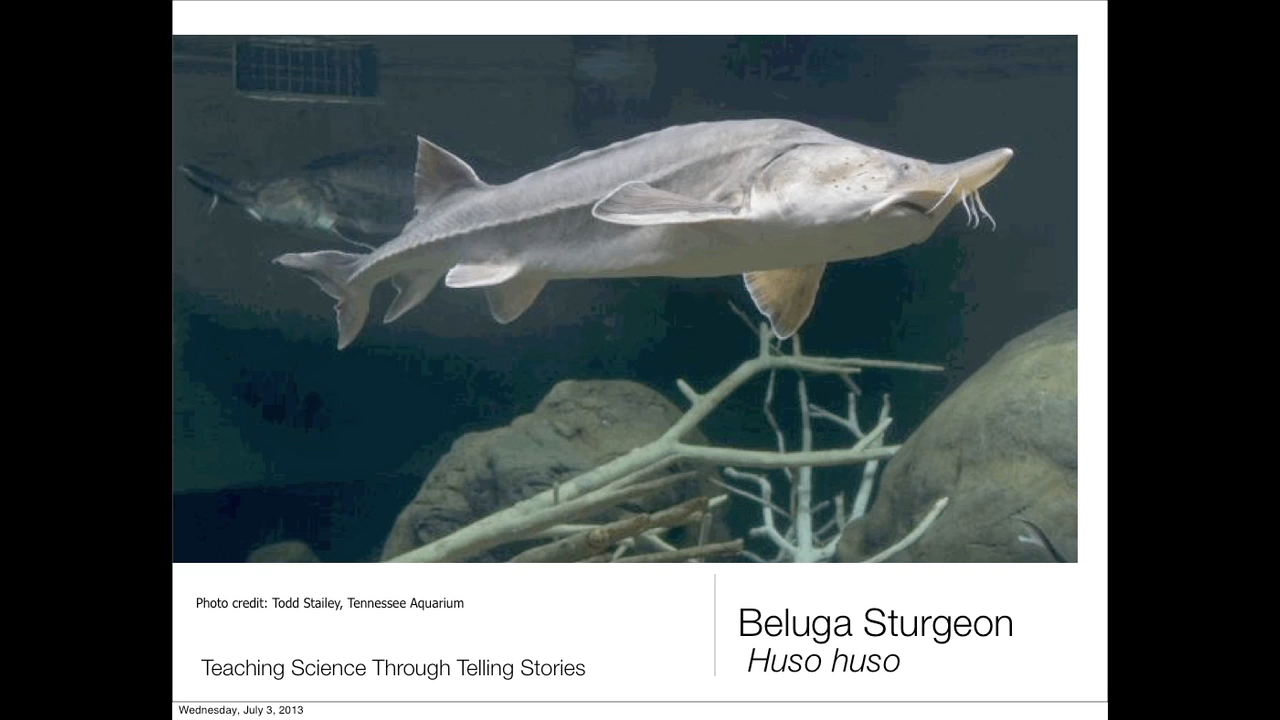 Photo credit: Todd Stailey, Tennessee Aquarium
Teaching Science Through Telling Stories
Beluga Sturgeon
Huso huso
Wednesday, July 3, 2013